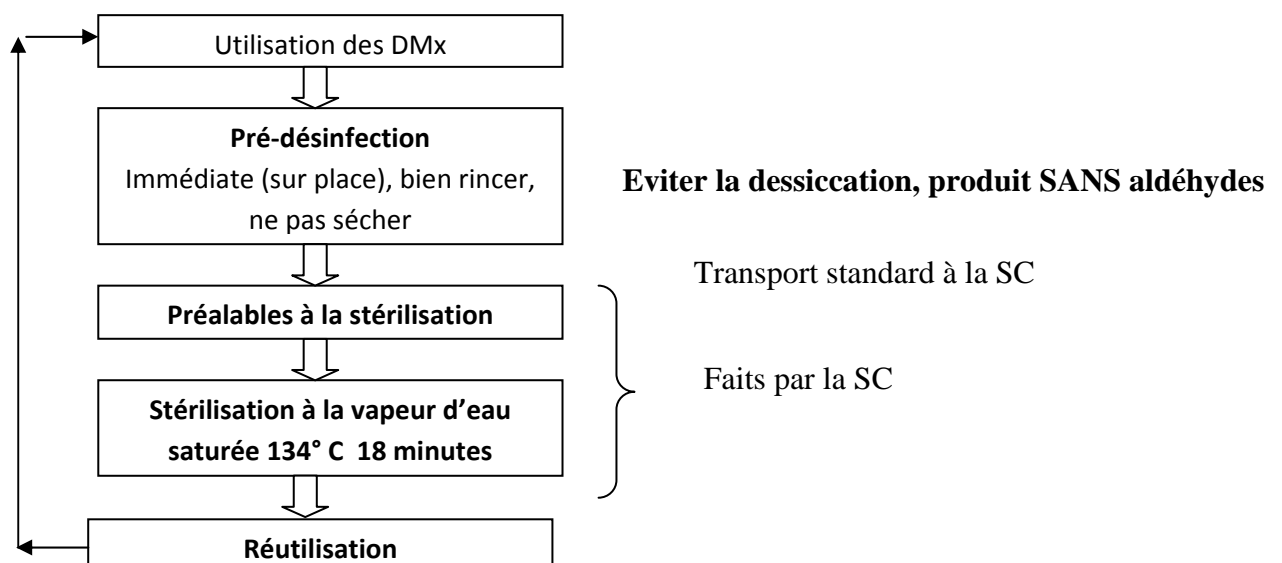 Utilisation des DMx
Pré-désinfection
Immédiate (sur place), bien rincer,
ne pas sécher
Eviter la dessiccation, produit SANS aldéhydes
Transport standard à la SC
Préalables à la stérilisation
Faits par la SC
Stérilisation à la vapeur d’eau
saturée 134° C 18 minutes
Réutilisation